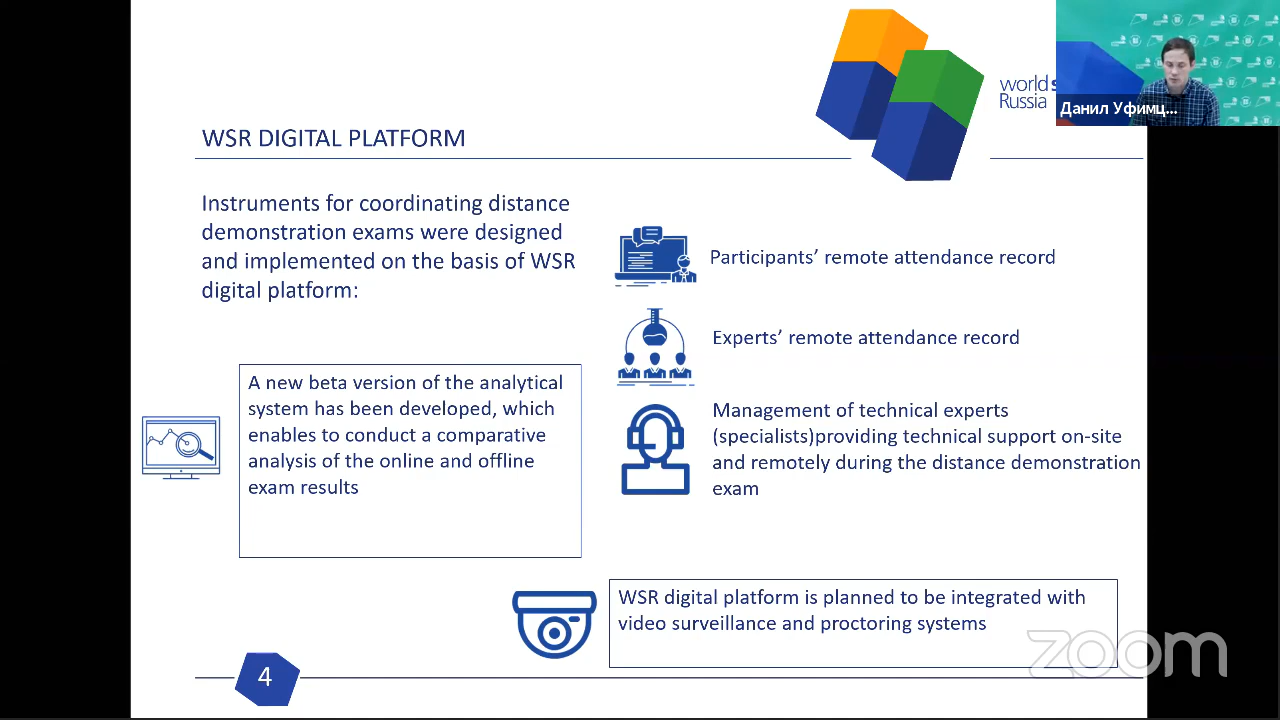 world s
Russia
Данил Уфимц...
WSR DIGITAL PLATFORM
Instruments for coordinating distance
demonstration exams were designed
and implemented on the basis of WSR
digital platform:
Participants’ remote attendance record
Experts’ remote attendance record
A new beta version of the analytical
system has been developed, which
enables to conduct a comparative
analysis of the online and offline
exam results
Management of technical experts
(specialists)providing technical support on-site
and remotely during the distance demonstration
exam
WSR digital platform is planned to be integrated with
video surveillance and proctoring systems
zoom
4